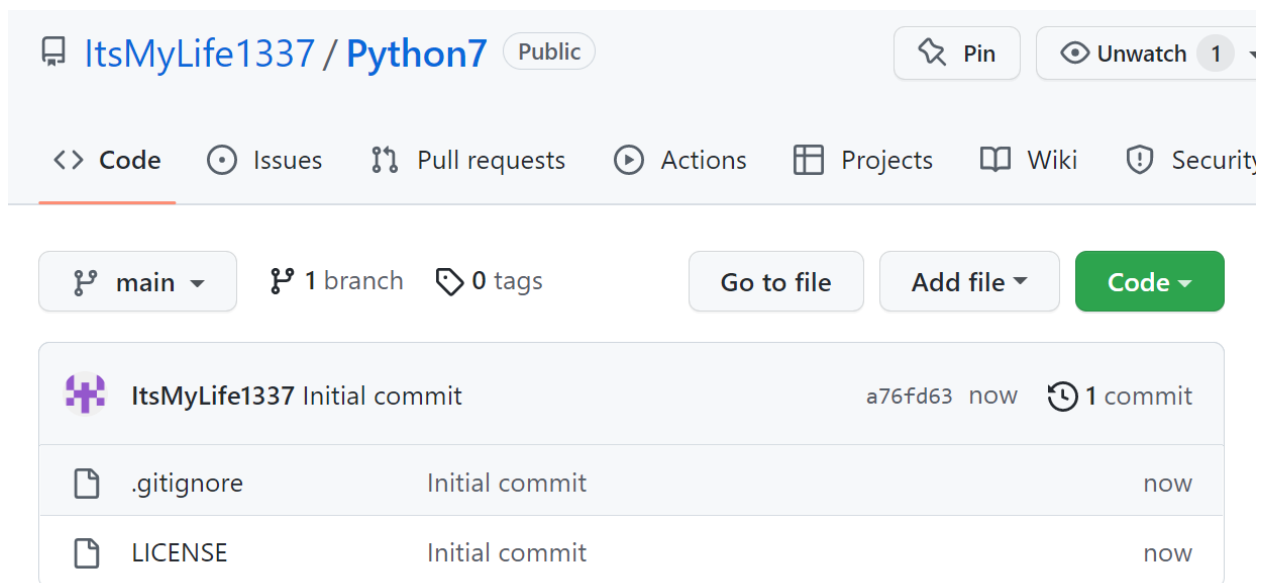 ItsMyLife1337 / Python7 Public Pin Unwatch 1
Code Issues Pull requests Actions Projects Wiki Security
main 1 branch 0 tags Go to file Add file Code
ItsMyLife1337 Initial commit a76fd63 now 1 commit
.gitignore Initial commit now
LICENSE Initial commit now